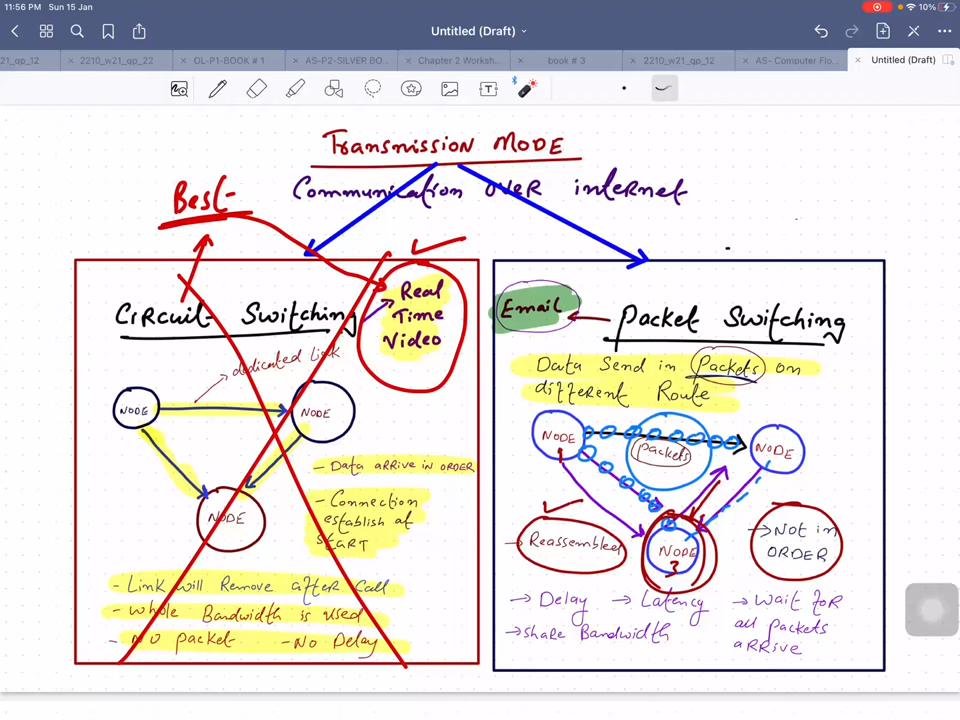 11:56 PM Sun 15 Jan
10%
Untitled (Draft)
21_qp_12
2210_w21_qp_22
OL-P1-BOOK # 1
AS-P2-SILVER BO...
Chapter 2 Worksh...
book # 3
2210_w21_qp_12
AS- Computer Flo...
Untitled (Draft)
Transmission MODE
Communication over internet
Best
Circuit Switching
Real
Time
Video
dedicated link
NODE
NODE
NODE
- Data arrive in order
- Connection
establish at
start
- Link will Remove after call
- whole Bandwidth is used
- No packet - No Delay
Email
Packet Switching
Data Send in Packets on
different Route
NODE
packets
NODE
1
NODE
3
Reassembled
Not in
ORDER
→ Delay → Latency → wait for
all packets
arrive
→ share Bandwidth